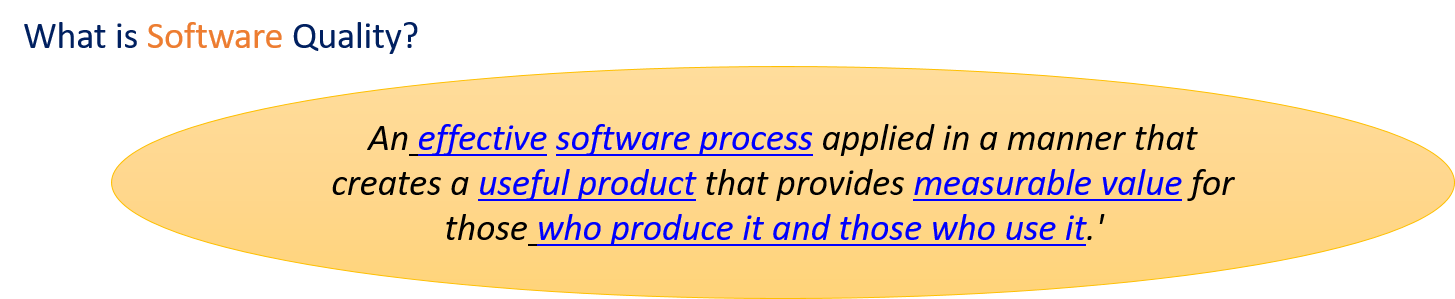 What is Software Quality?
An effective software process applied in a manner that
creates a useful product that provides measurable value for
those who produce it and those who use it.'